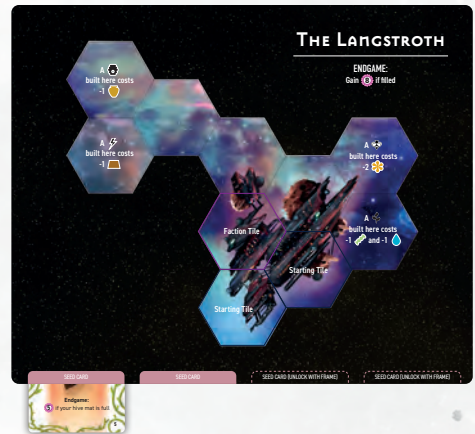 THE LANGSTROTH
ENDGAME:
Gain 8 if filled
A
built here costs
-1
A
built here costs
-1
A
built here costs
-2
A
built here costs
-1 and -1
Faction Tile
Starting Tile
Starting Tile
SEED CARD
SEED CARD
SEED CARD (UNLOCK WITH FRAME)
SEED CARD (UNLOCK WITH FRAME)
Endgame:
if your hive mat is full